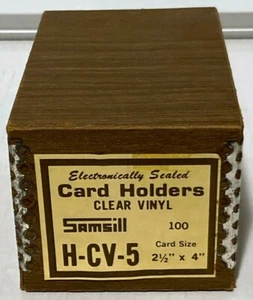 Electronically Sealed
Card Holders
CLEAR VINYL
Samsill 100
Card Size
H-CV-5 2½" x 4"